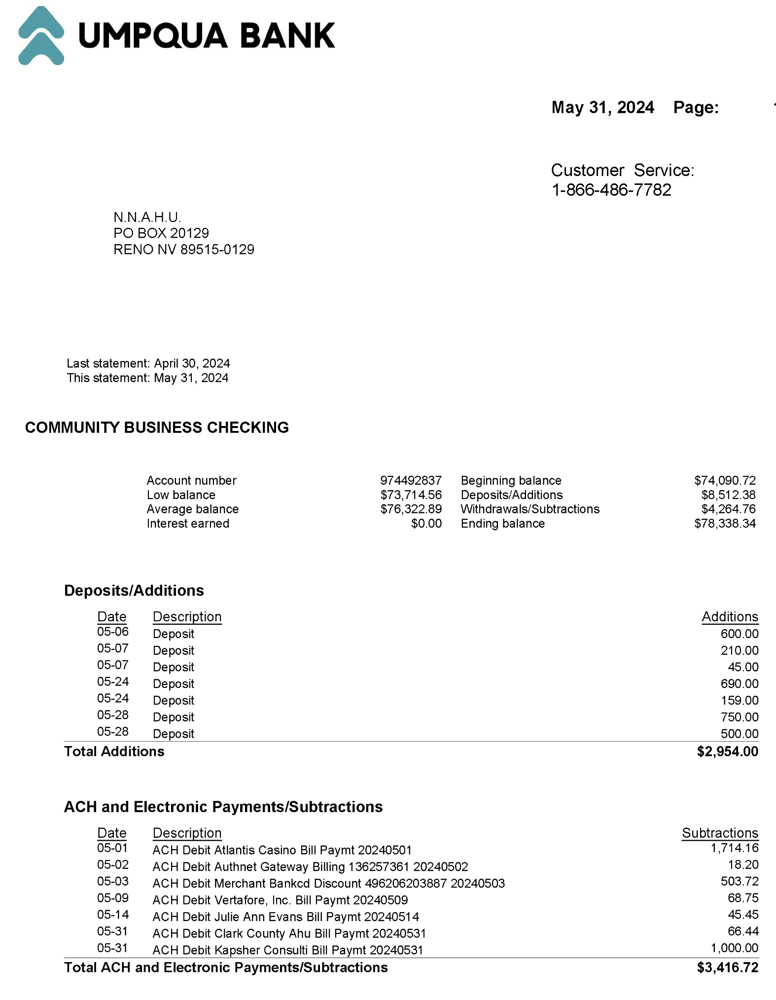 UMPQUA BANK
May 31, 2024 Page:
Customer Service:
1-866-486-7782
N.N.A.H.U.
PO BOX 20129
RENO NV 89515-0129
Last statement: April 30, 2024
This statement: May 31, 2024
COMMUNITY BUSINESS CHECKING
Account number 974492837 Beginning balance $74,090.72
Low balance $73,714.56 Deposits/Additions $8,512.38
Average balance $76,322.89 Withdrawals/Subtractions $4,264.76
Interest earned $0.00 Ending balance $78,338.34
Deposits/Additions
Date Description Additions
05-06 Deposit 600.00
05-07 Deposit 210.00
05-07 Deposit 45.00
05-24 Deposit 690.00
05-24 Deposit 159.00
05-28 Deposit 750.00
05-28 Deposit 500.00
Total Additions $2,954.00
ACH and Electronic Payments/Subtractions
Date Description Subtractions
05-01 ACH Debit Atlantis Casino Bill Paymt 20240501 1,714.16
05-02 ACH Debit Authnet Gateway Billing 136257361 20240502 18.20
05-03 ACH Debit Merchant Bankcd Discount 496206203887 20240503 503.72
05-09 ACH Debit Vertafore, Inc. Bill Paymt 20240509 68.75
05-14 ACH Debit Julie Ann Evans Bill Paymt 20240514 45.45
05-31 ACH Debit Clark County Ahu Bill Paymt 20240531 66.44
05-31 ACH Debit Kapsher Consulti Bill Paymt 20240531 1,000.00
Total ACH and Electronic Payments/Subtractions $3,416.72